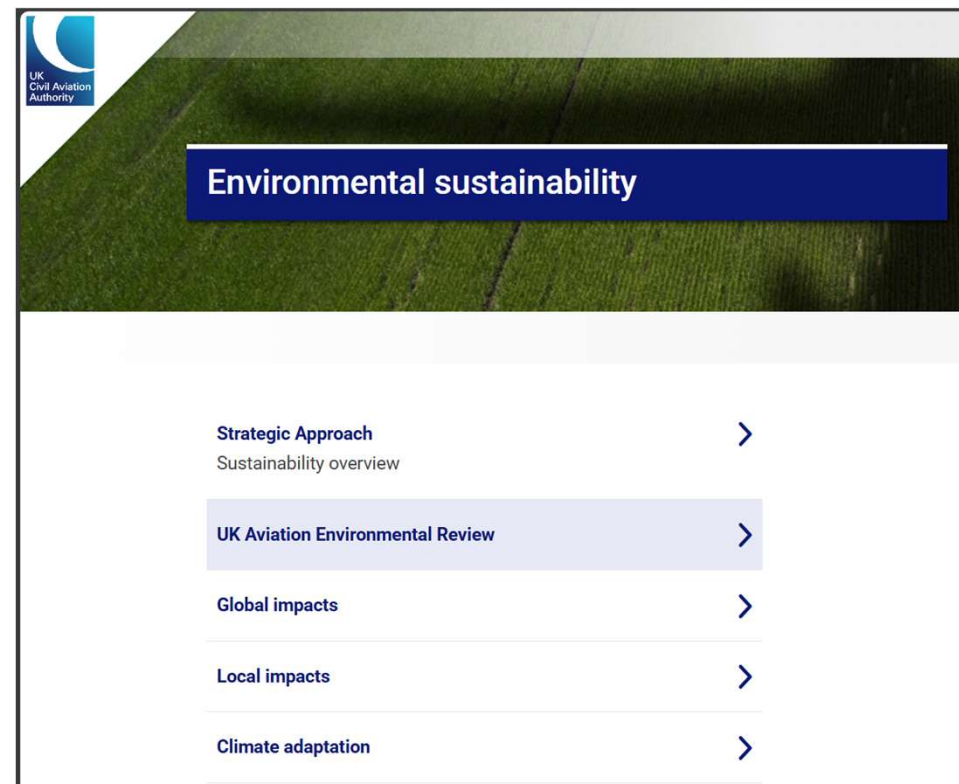 UK
Civil Aviation
Authority
Environmental sustainability
Strategic Approach
Sustainability overview
UK Aviation Environmental Review
Global impacts
Local impacts
Climate adaptation